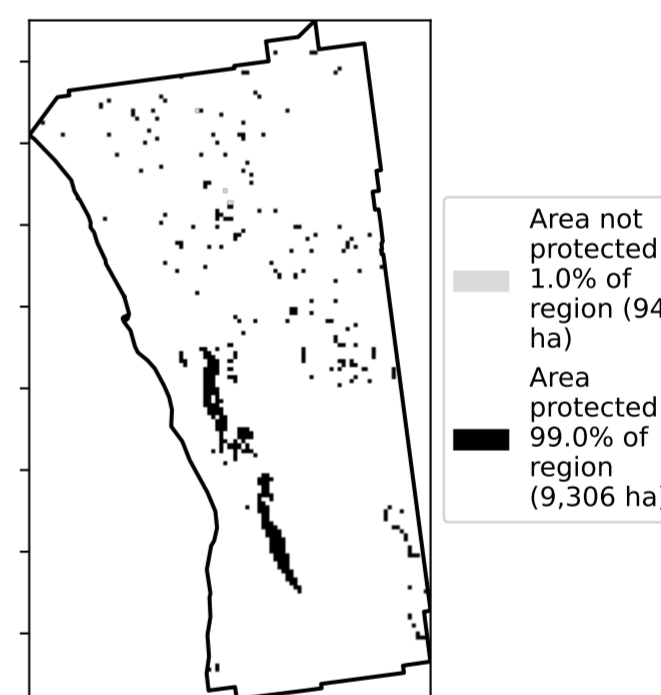 Area not
protected
1.0% of
region (94
ha)
Area
protected
99.0% of
region
(9,306 ha)